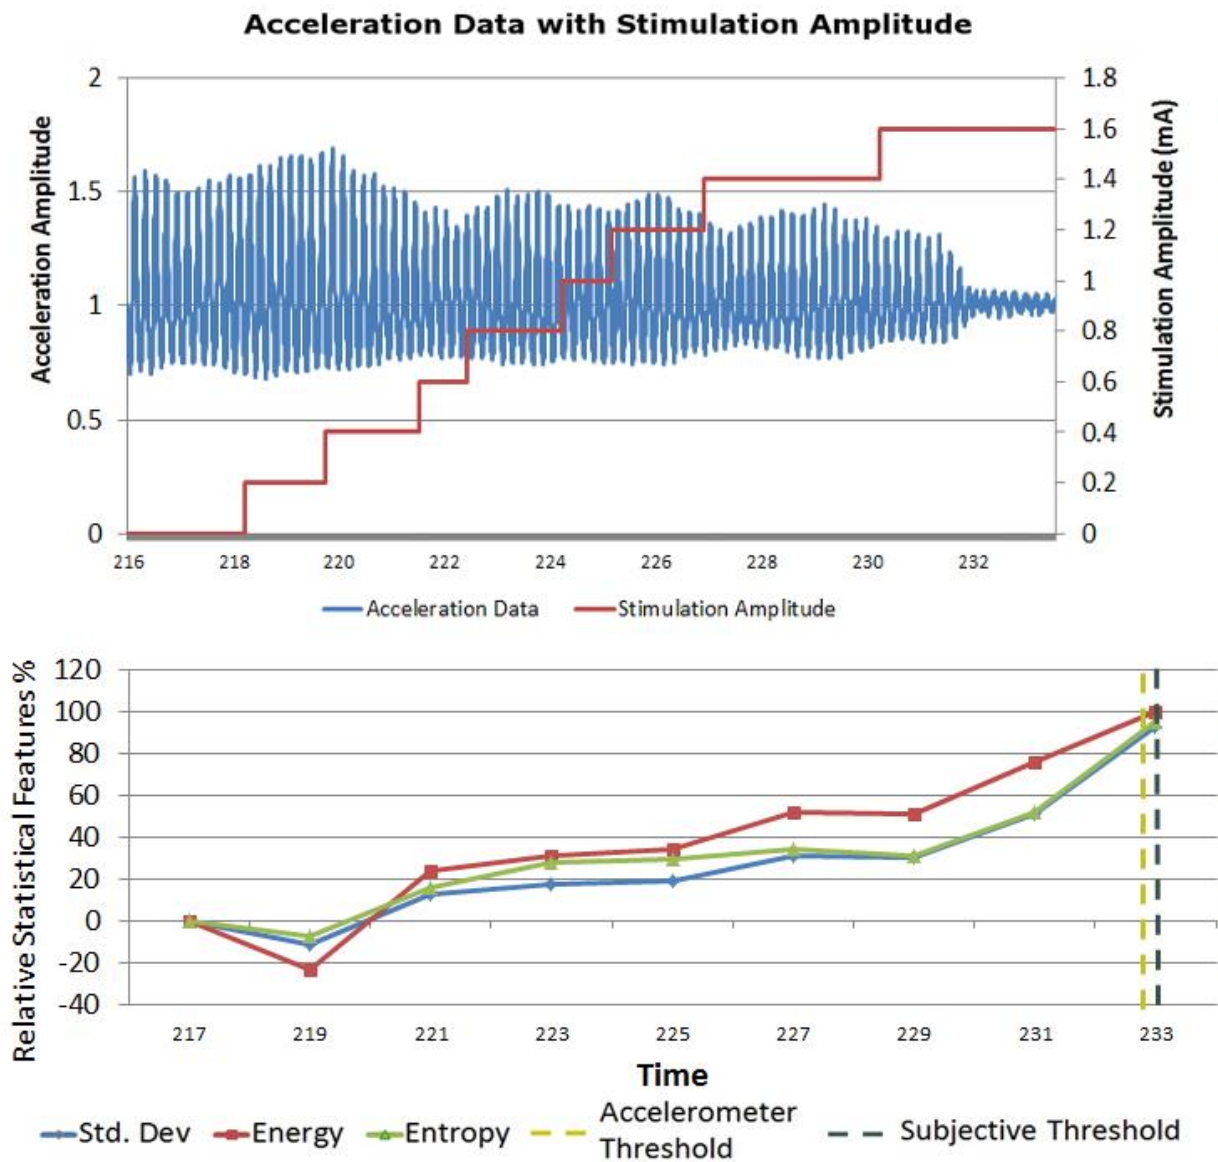 Acceleration Data with Stimulation Amplitude
Acceleration Amplitude
2
1.5
1
0.5
0
1.8
1.6
1.4
1.2
1
0.8
0.6
0.4
0.2
0
Stimulation Amplitude (mA)
216 218 220 222 224 226 228 230 232
Acceleration Data Stimulation Amplitude
Relative Statistical Features %
120
100
80
60
40
20
0
-20
-40
217 219 221 223 225 227 229 231 233
Time
Std. Dev Energy Entropy Accelerometer Threshold Subjective Threshold